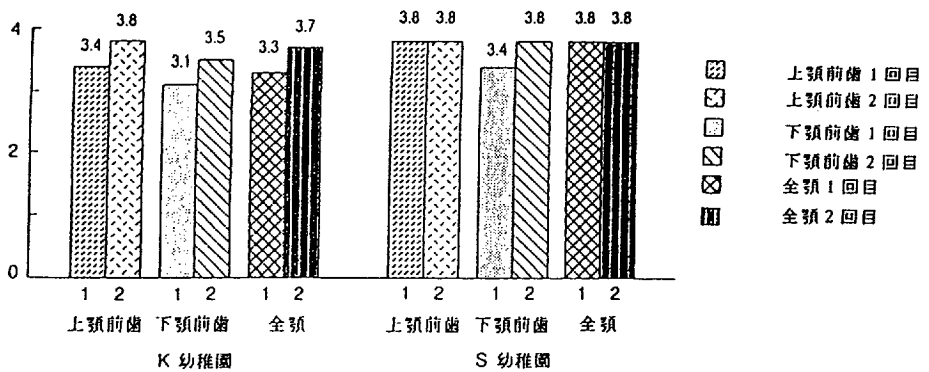 3.8 3.8 3.8 3.8 3.8 3.8
3.4 3.5 3.7 3.4
3.1 3.3
4
2
0
1 2 1 2 1 2 1 2 1 2 1 2
上顎前歯 下顎前歯 全顎 上顎前歯 下顎前歯 全顎
K 幼稚園 S 幼稚園
上顎前歯1回目
上顎前歯2回目
下顎前歯1回目
下顎前歯2回目
全顎1回目
全顎2回目